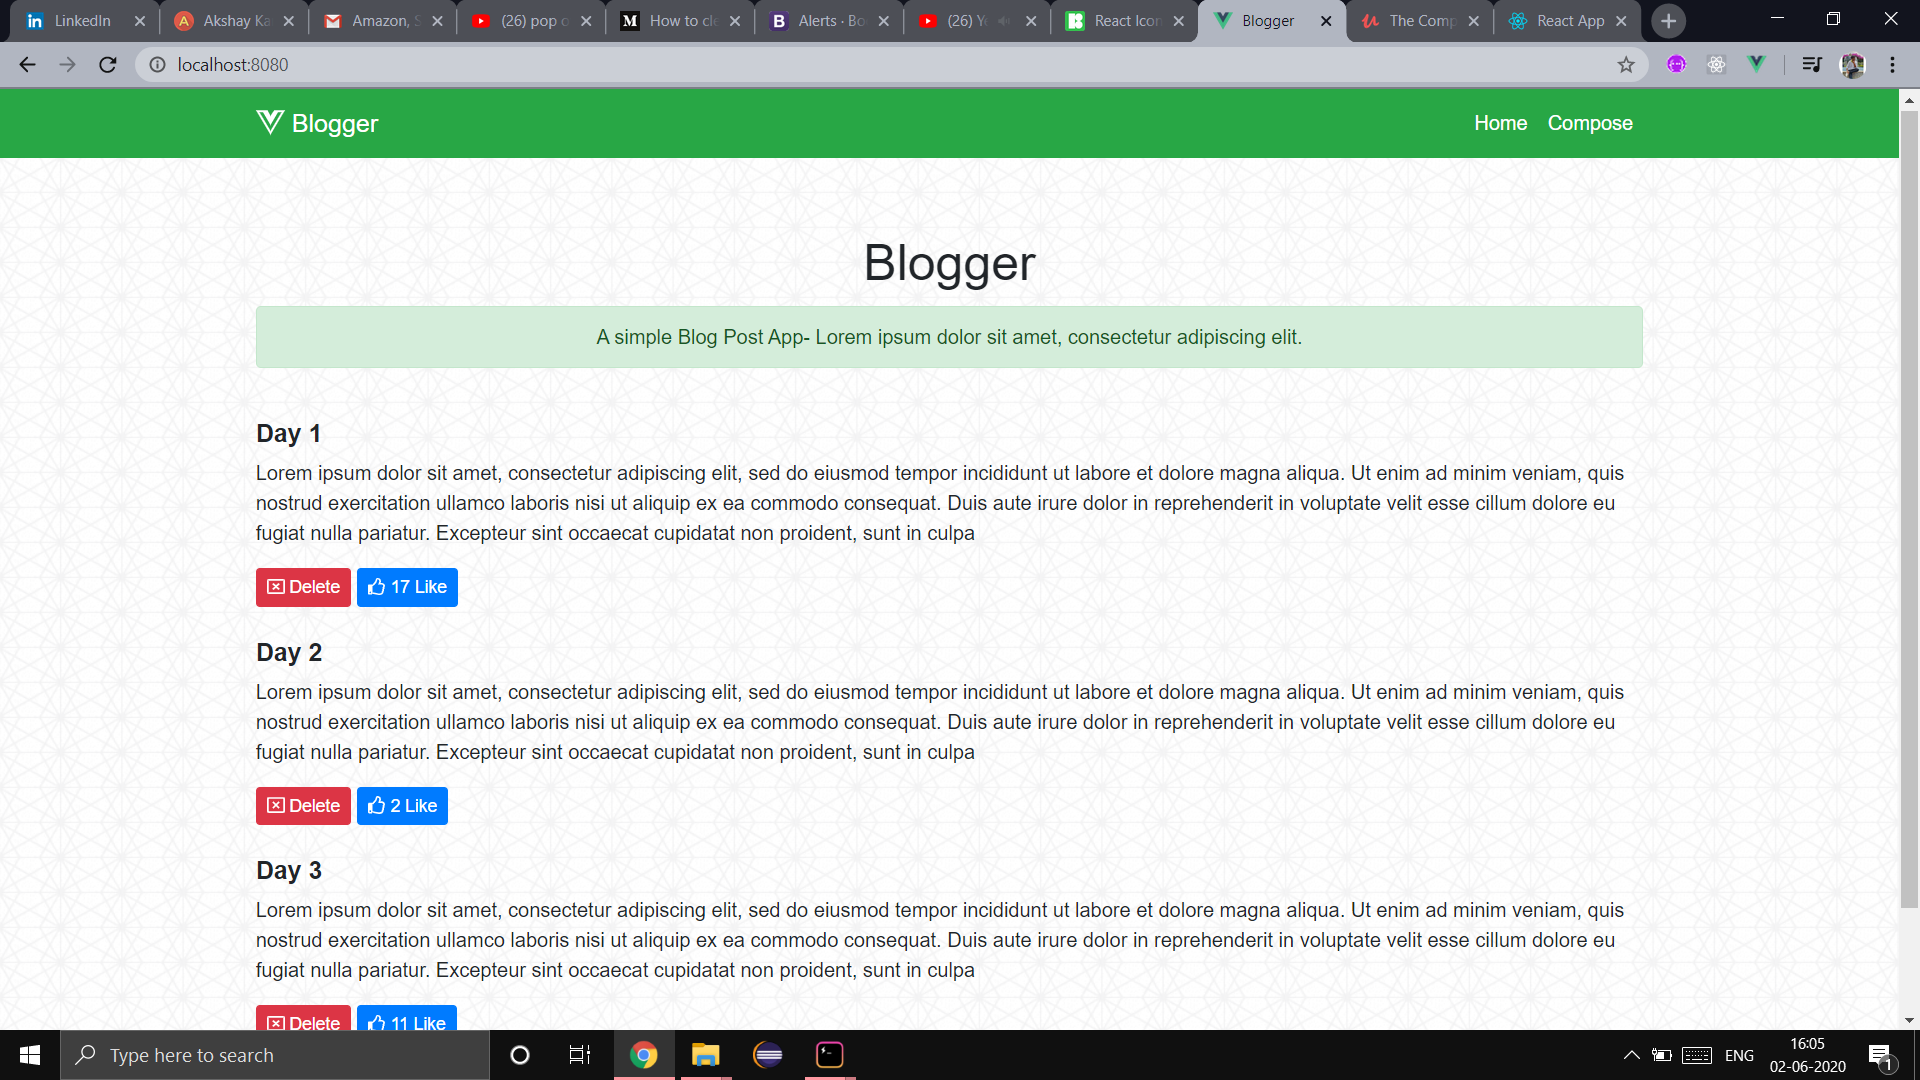 LinkedIn
Akshay Ka
Amazon, S
(26) pop o
How to cle
Alerts · Bo
(26) Ye
React Icon
Blogger
The Comp
React App
localhost:8080
Blogger
Home
Compose
Blogger
A simple Blog Post App- Lorem ipsum dolor sit amet, consectetur adipiscing elit.
Day 1
Lorem ipsum dolor sit amet, consectetur adipiscing elit, sed do eiusmod tempor incididunt ut labore et dolore magna aliqua. Ut enim ad minim veniam, quis
nostrud exercitation ullamco laboris nisi ut aliquip ex ea commodo consequat. Duis aute irure dolor in reprehenderit in voluptate velit esse cillum dolore eu
fugiat nulla pariatur. Excepteur sint occaecat cupidatat non proident, sunt in culpa
Delete
17 Like
Day 2
Lorem ipsum dolor sit amet, consectetur adipiscing elit, sed do eiusmod tempor incididunt ut labore et dolore magna aliqua. Ut enim ad minim veniam, quis
nostrud exercitation ullamco laboris nisi ut aliquip ex ea commodo consequat. Duis aute irure dolor in reprehenderit in voluptate velit esse cillum dolore eu
fugiat nulla pariatur. Excepteur sint occaecat cupidatat non proident, sunt in culpa
Delete
2 Like
Day 3
Lorem ipsum dolor sit amet, consectetur adipiscing elit, sed do eiusmod tempor incididunt ut labore et dolore magna aliqua. Ut enim ad minim veniam, quis
nostrud exercitation ullamco laboris nisi ut aliquip ex ea commodo consequat. Duis aute irure dolor in reprehenderit in voluptate velit esse cillum dolore eu
fugiat nulla pariatur. Excepteur sint occaecat cupidatat non proident, sunt in culpa
Delete
11 Like
Type here to search
ENG
16:05
02-06-2020
1